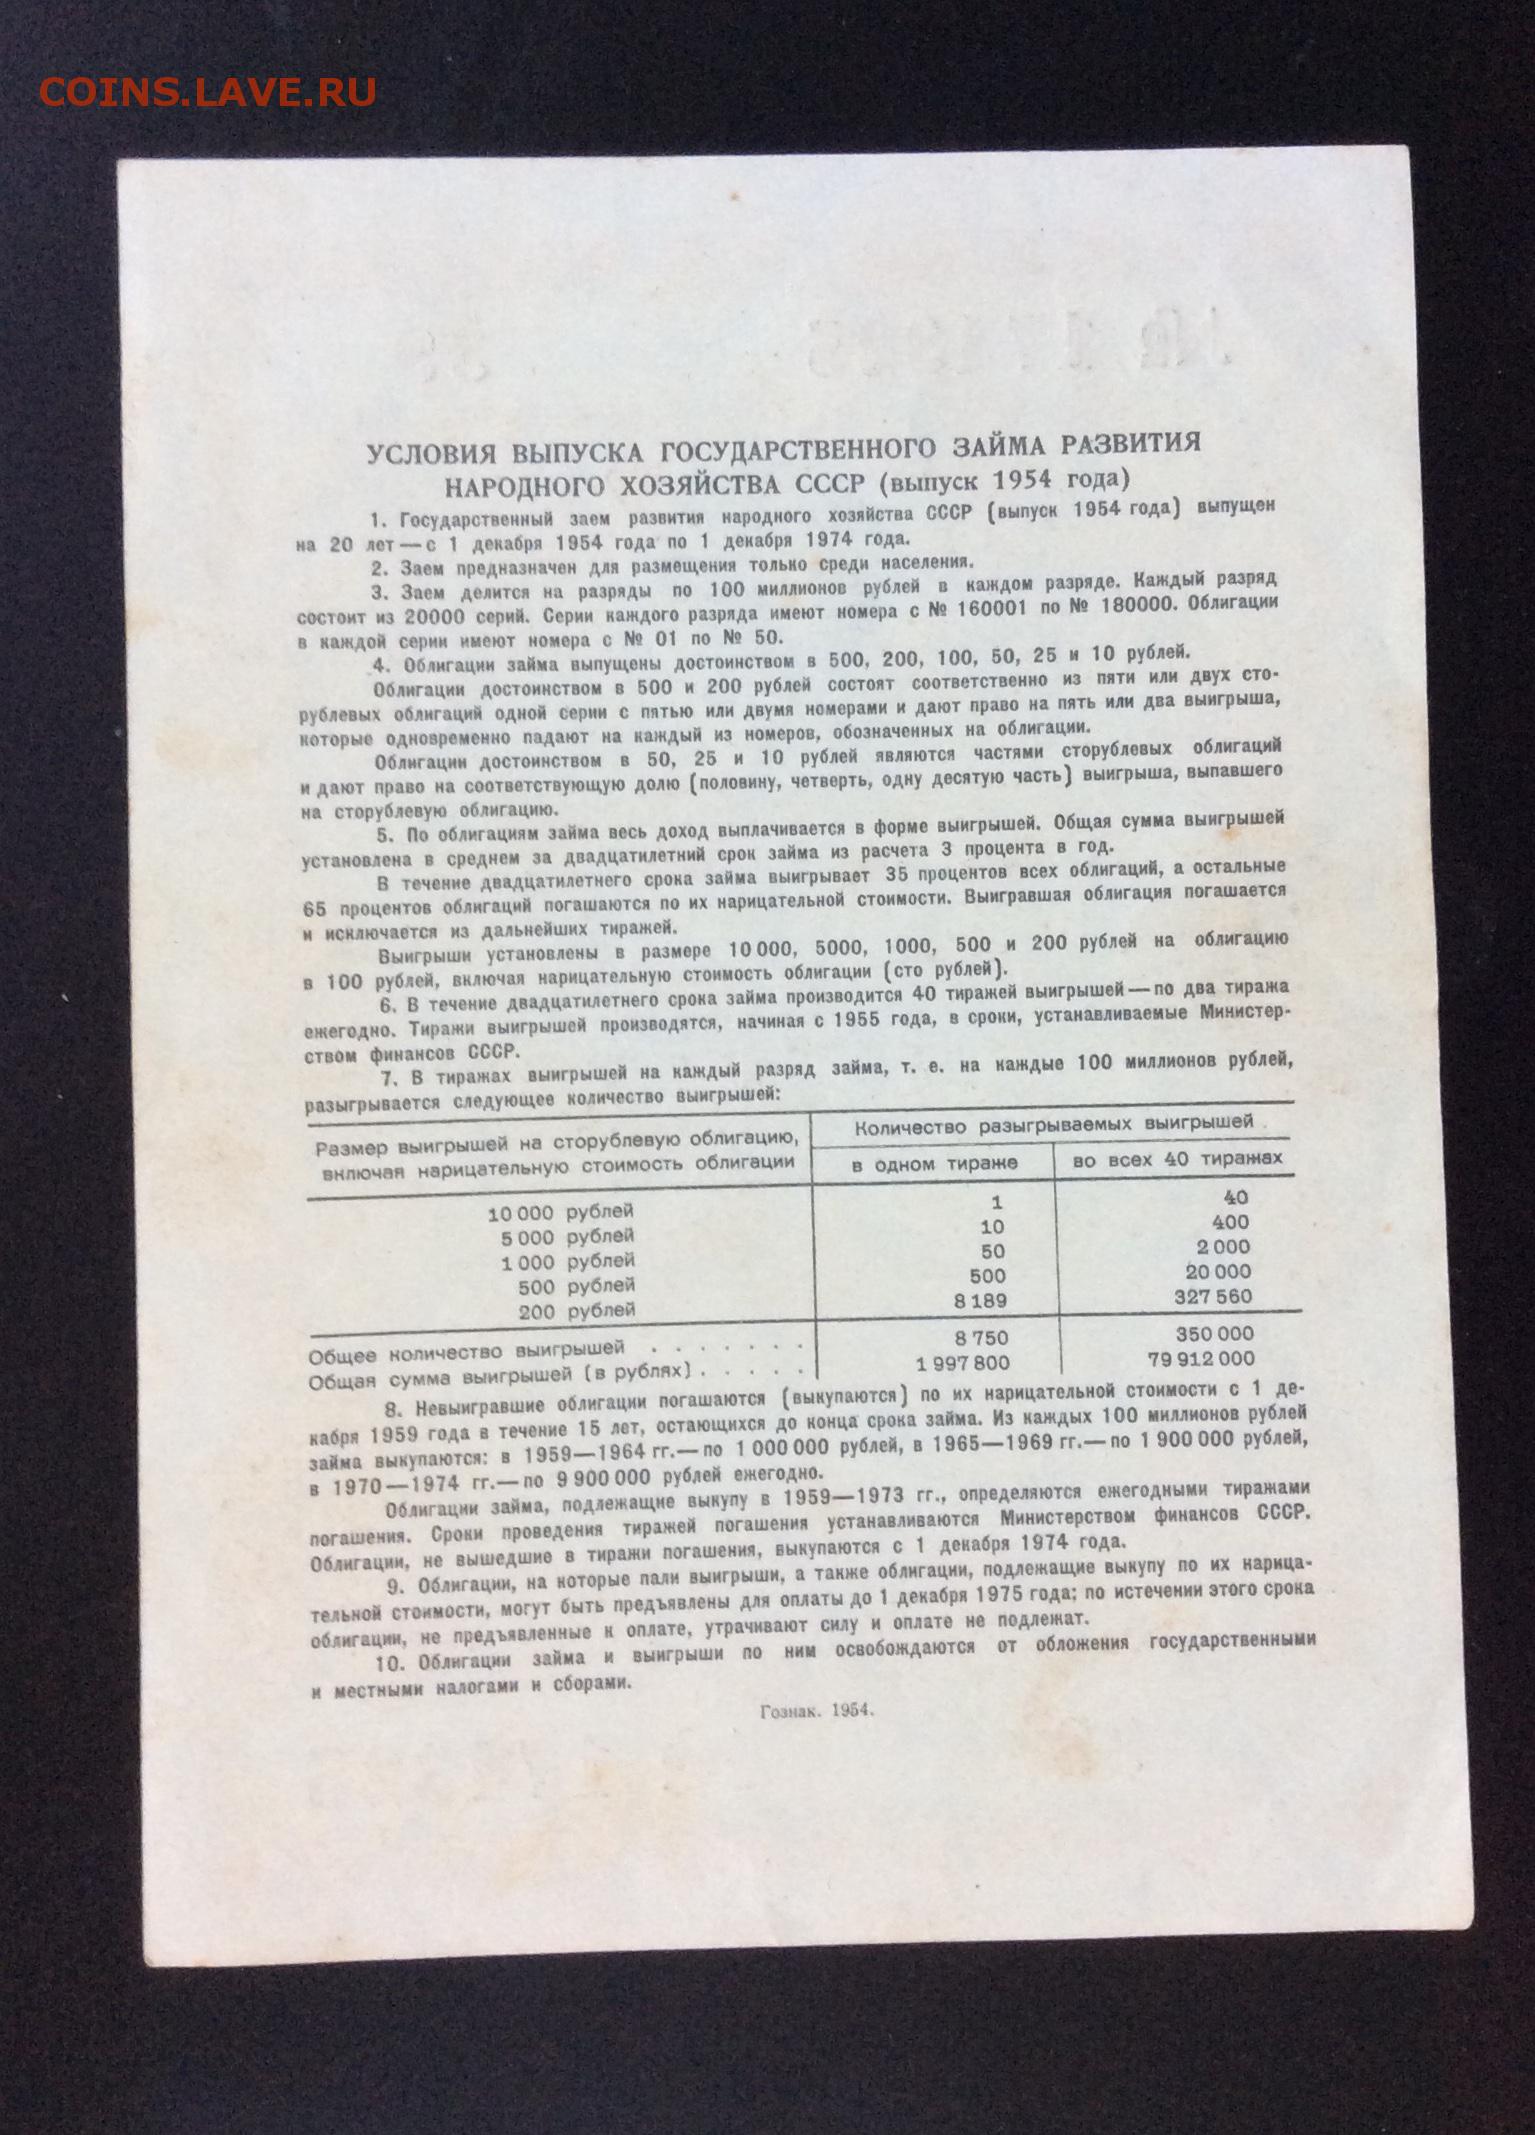 COINS.LAVE.RU
УСЛОВИЯ ВЫПУСКА ГОСУДАРСТВЕННОГО ЗАЙМА РАЗВИТИЯ
НАРОДНОГО ХОЗЯЙСТВА СССР (выпуск 1954 года)
1. Государственный заем развития народного хозяйства СССР (выпуск 1954 года) выпущен
на 20 лет — с 1 декабря 1954 года по 1 декабря 1974 года.
2. Заем предназначен для размещения только среди населения.
3. Заем делится на разряды по 100 миллионов рублей в каждом разряде. Каждый разряд
состоит из 20000 серий. Серии каждого разряда имеют номера с № 160001 по № 180000. Облигации
в каждой серии имеют номера с № 01 по № 50.
4. Облигации займа выпущены достоинством в 500, 200, 100, 50, 25 и 10 рублей.
Облигации достоинством в 500 и 200 рублей состоят соответственно из пяти или двух сто-
рублевых облигаций одной серии с пятью или двумя номерами и дают право на пять или два выигрыша,
которые одновременно падают на каждый из номеров, обозначенных на облигации.
Облигации достоинством в 50, 25 и 10 рублей являются частями сторублевых облигаций
и дают право на соответствующую долю (половину, четверть, одну десятую часть) выигрыша, выпавшего
на сторублевую облигацию.
5. По облигациям займа весь доход выплачивается в форме выигрышей. Общая сумма выигрышей
установлена в среднем за двадцатилетний срок займа из расчета 3 процента в год.
В течение двадцатилетнего срока займа выигрывает 35 процентов всех облигаций, а остальные
65 процентов облигаций погашаются по их нарицательной стоимости. Выигравшая облигация погашается
и исключается из дальнейших тиражей.
Выигрыши установлены в размере 10 000, 5000, 1000, 500 и 200 рублей на облигацию
в 100 рублей, включая нарицательную стоимость облигации (сто рублей).
6. В течение двадцатилетнего срока займа производится 40 тиражей выигрышей — по два тиража
ежегодно. Тиражи выигрышей производятся, начиная с 1955 года, в сроки, устанавливаемые Министер-
ством финансов СССР.
7. В тиражах выигрышей на каждый разряд займа, т. е. на каждые 100 миллионов рублей,
разыгрывается следующее количество выигрышей:
Размер выигрышей на сторублевую облигацию, Количество разыгрываемых выигрышей
включая нарицательную стоимость облигации в одном тираже во всех 40 тиражах
10 000 рублей 1 40
5 000 рублей 10 400
1 000 рублей 50 2 000
500 рублей 500 20 000
200 рублей 8 189 327 560
Общее количество выигрышей . . . . . . . 8 750 350 000
Общая сумма выигрышей (в рублях) . . . . . 1 997 800 79 912 000
8. Невыигравшие облигации погашаются (выкупаются) по их нарицательной стоимости с 1 де-
кабря 1959 года в течение 15 лет, остающихся до конца срока займа. Из каждых 100 миллионов рублей
займа выкупаются: в 1959—1964 гг.—по 1 000 000 рублей, в 1965—1969 гг.—по 1 900 000 рублей,
в 1970—1974 гг.—по 9 900 000 рублей ежегодно.
Облигации займа, подлежащие выкупу в 1959—1973 гг., определяются ежегодными тиражами
погашения. Сроки проведения тиражей погашения устанавливаются Министерством финансов СССР.
Облигации, не вышедшие в тиражи погашения, выкупаются с 1 декабря 1974 года.
9. Облигации, на которые пали выигрыши, а также облигации, подлежащие выкупу по их нарица-
тельной стоимости, могут быть предъявлены для оплаты до 1 декабря 1975 года; по истечении этого срока
облигации, не предъявленные к оплате, утрачивают силу и оплате не подлежат.
10. Облигации займа и выигрыши по ним освобождаются от обложения государственными
и местными налогами и сборами.
Гознак. 1954.